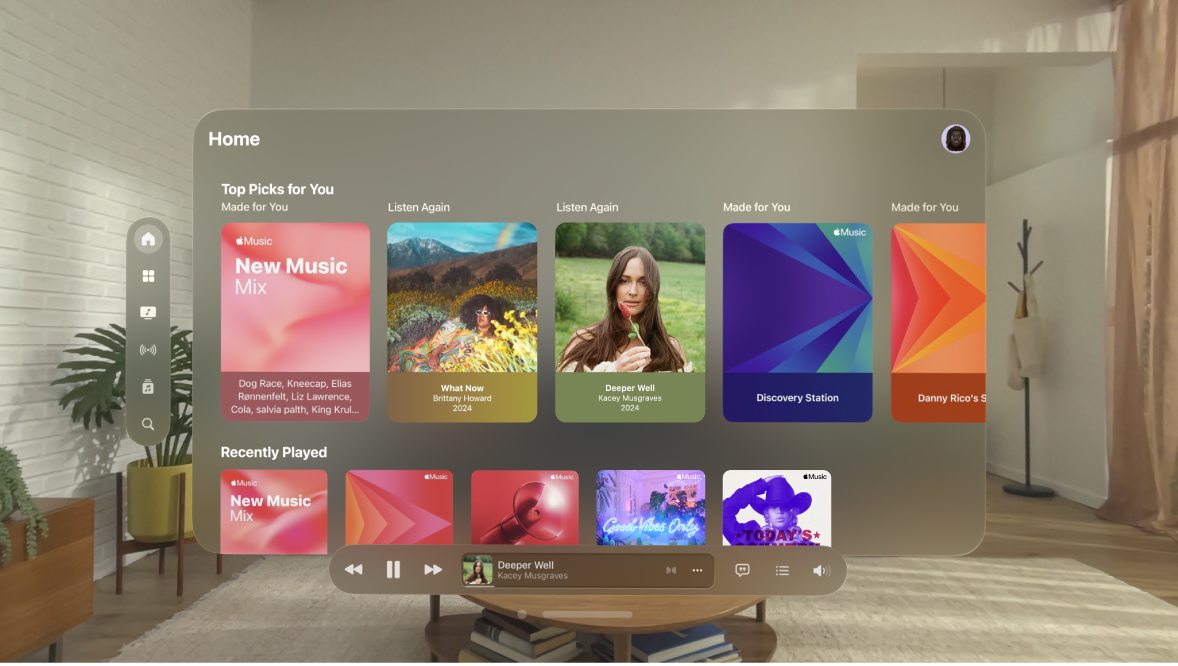 Home
Top Picks for You
Made for You
Listen Again
Listen Again
Made for You
Made for You
Music
New Music
Mix
Dog Race, Kneecap, Elias
Rønnenfelt, Liz Lawrence,
Cola, salvia palth, King Krul...
What Now
Brittany Howard
2024
Deeper Well
Kacey Musgraves
2024
Music
Discovery Station
Danny Rico's S
Recently Played
Music
New Music
Mix
Music
Music
Music
Good Vibes Only
Music
TODAY'S
Deeper Well
Kacey Musgraves